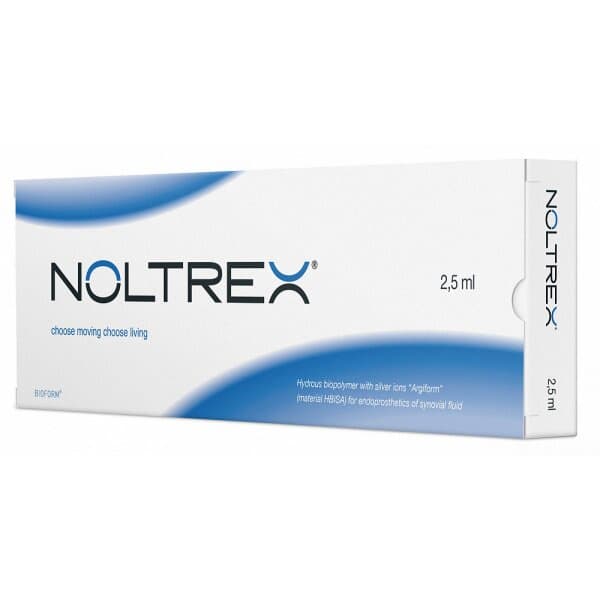 NOLTREX®
choose moving choose living
2,5 ml
Hydrous biopolymer with silver ions "Argiform"
(material HBISA) for endoprosthetics of synovial fluid
BIOFORM®
NOLTREX®
2,5 ml